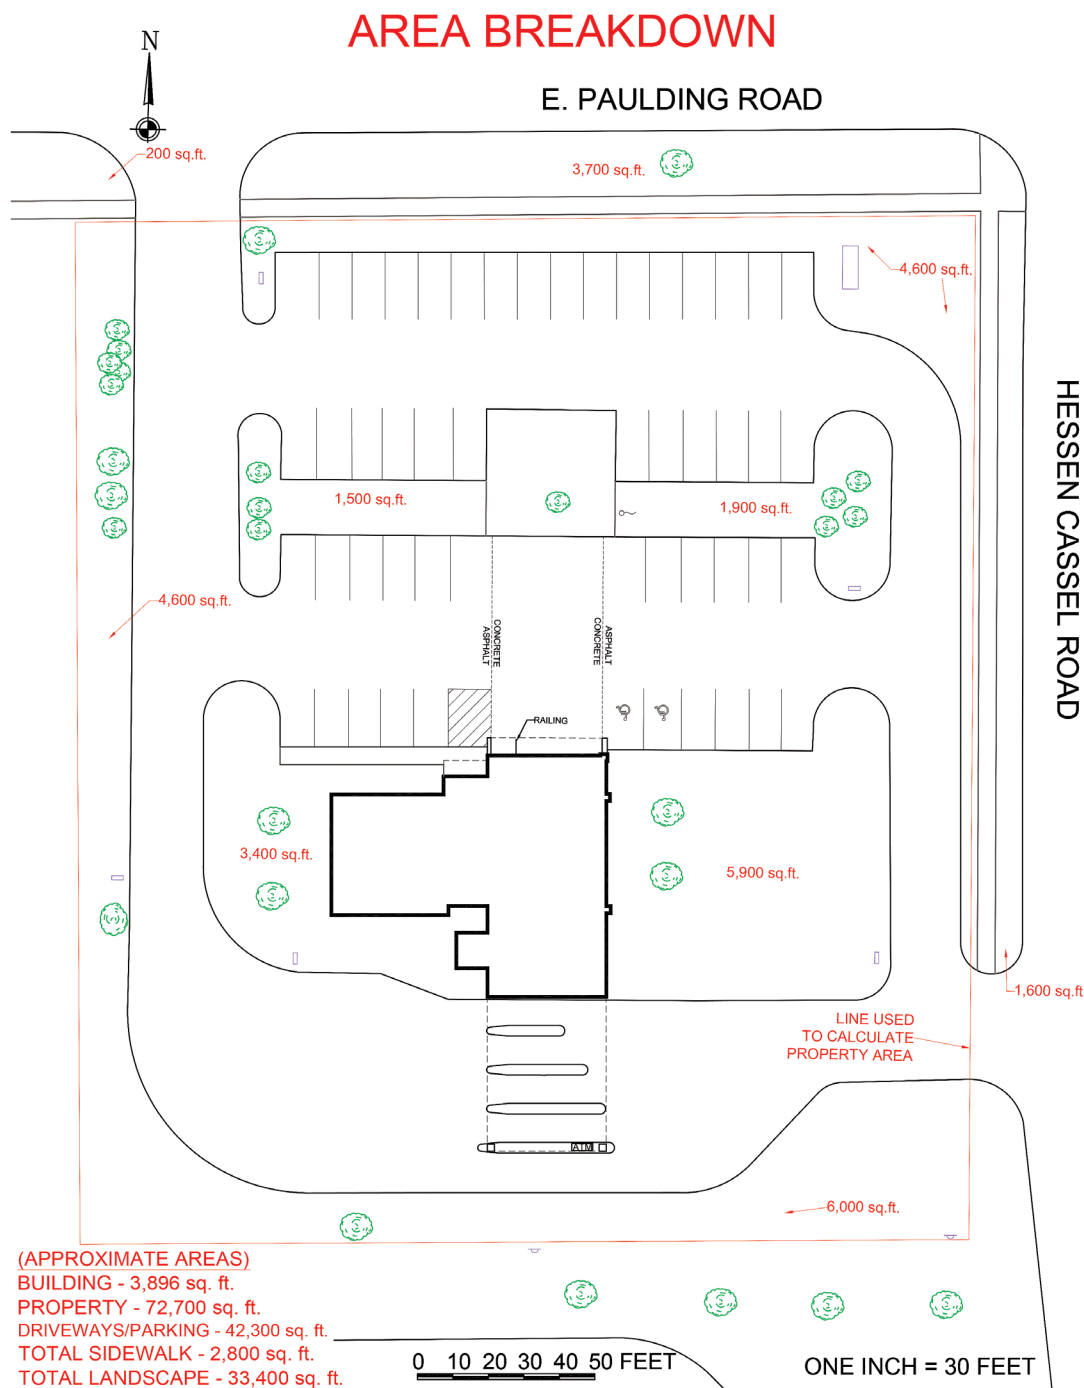 AREA BREAKDOWN
N
E. PAULDING ROAD
200 sq.ft.
3,700 sq.ft.
4,600 sq.ft.
HESSEN CASSEL ROAD
1,500 sq.ft.
1,900 sq.ft.
4,600 sq.ft.
CONCRETE
ASPHALT
ASPHALT
CONCRETE
RAILING
3,400 sq.ft.
5,900 sq.ft.
1,600 sq.ft
LINE USED
TO CALCULATE
PROPERTY AREA
ATM
6,000 sq.ft.
(APPROXIMATE AREAS)
BUILDING - 3,896 sq. ft.
PROPERTY - 72,700 sq. ft.
DRIVEWAYS/PARKING - 42,300 sq. ft.
TOTAL SIDEWALK - 2,800 sq. ft.
TOTAL LANDSCAPE - 33,400 sq. ft.
0 10 20 30 40 50 FEET
ONE INCH = 30 FEET